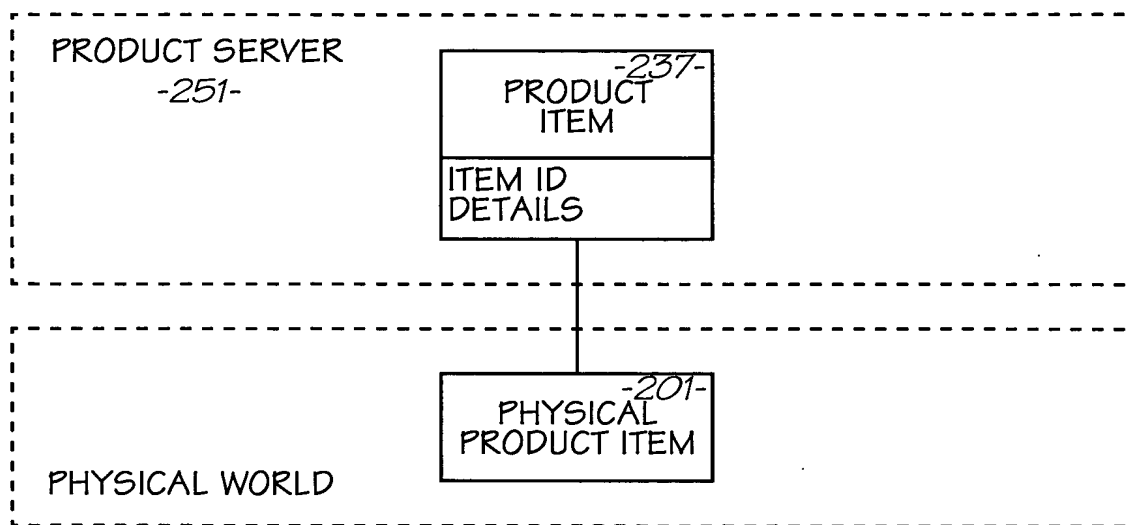 PRODUCT SERVER
-251-
-237-
PRODUCT
ITEM
ITEM ID
DETAILS
-201-
PHYSICAL
PRODUCT ITEM
PHYSICAL WORLD